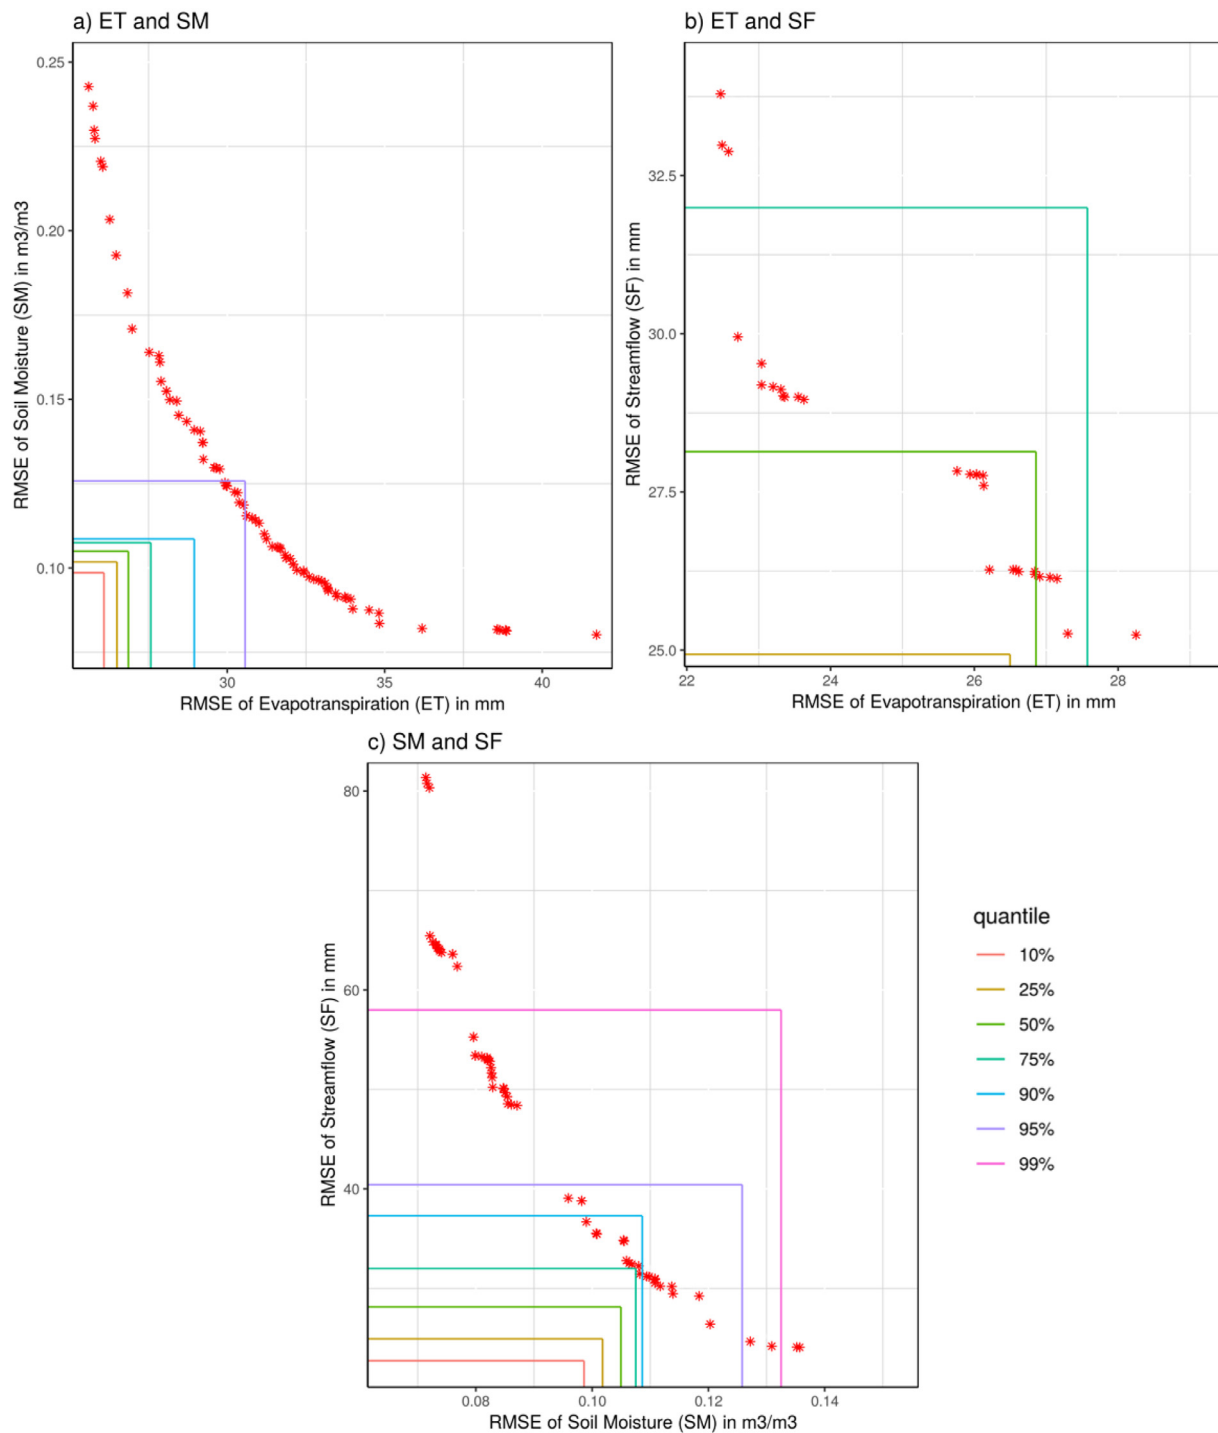 a) ET and SM
RMSE of Soil Moisture (SM) in m3/m3
0.25
0.20
0.15
0.10
30
35
40
RMSE of Evapotranspiration (ET) in mm
b) ET and SF
RMSE of Streamflow (SF) in mm
32.5
30.0
27.5
25.0
22
24
26
28
RMSE of Evapotranspiration (ET) in mm
c) SM and SF
RMSE of Streamflow (SF) in mm
80
60
40
0.08
0.10
0.12
0.14
RMSE of Soil Moisture (SM) in m3/m3
quantile
10%
25%
50%
75%
90%
95%
99%